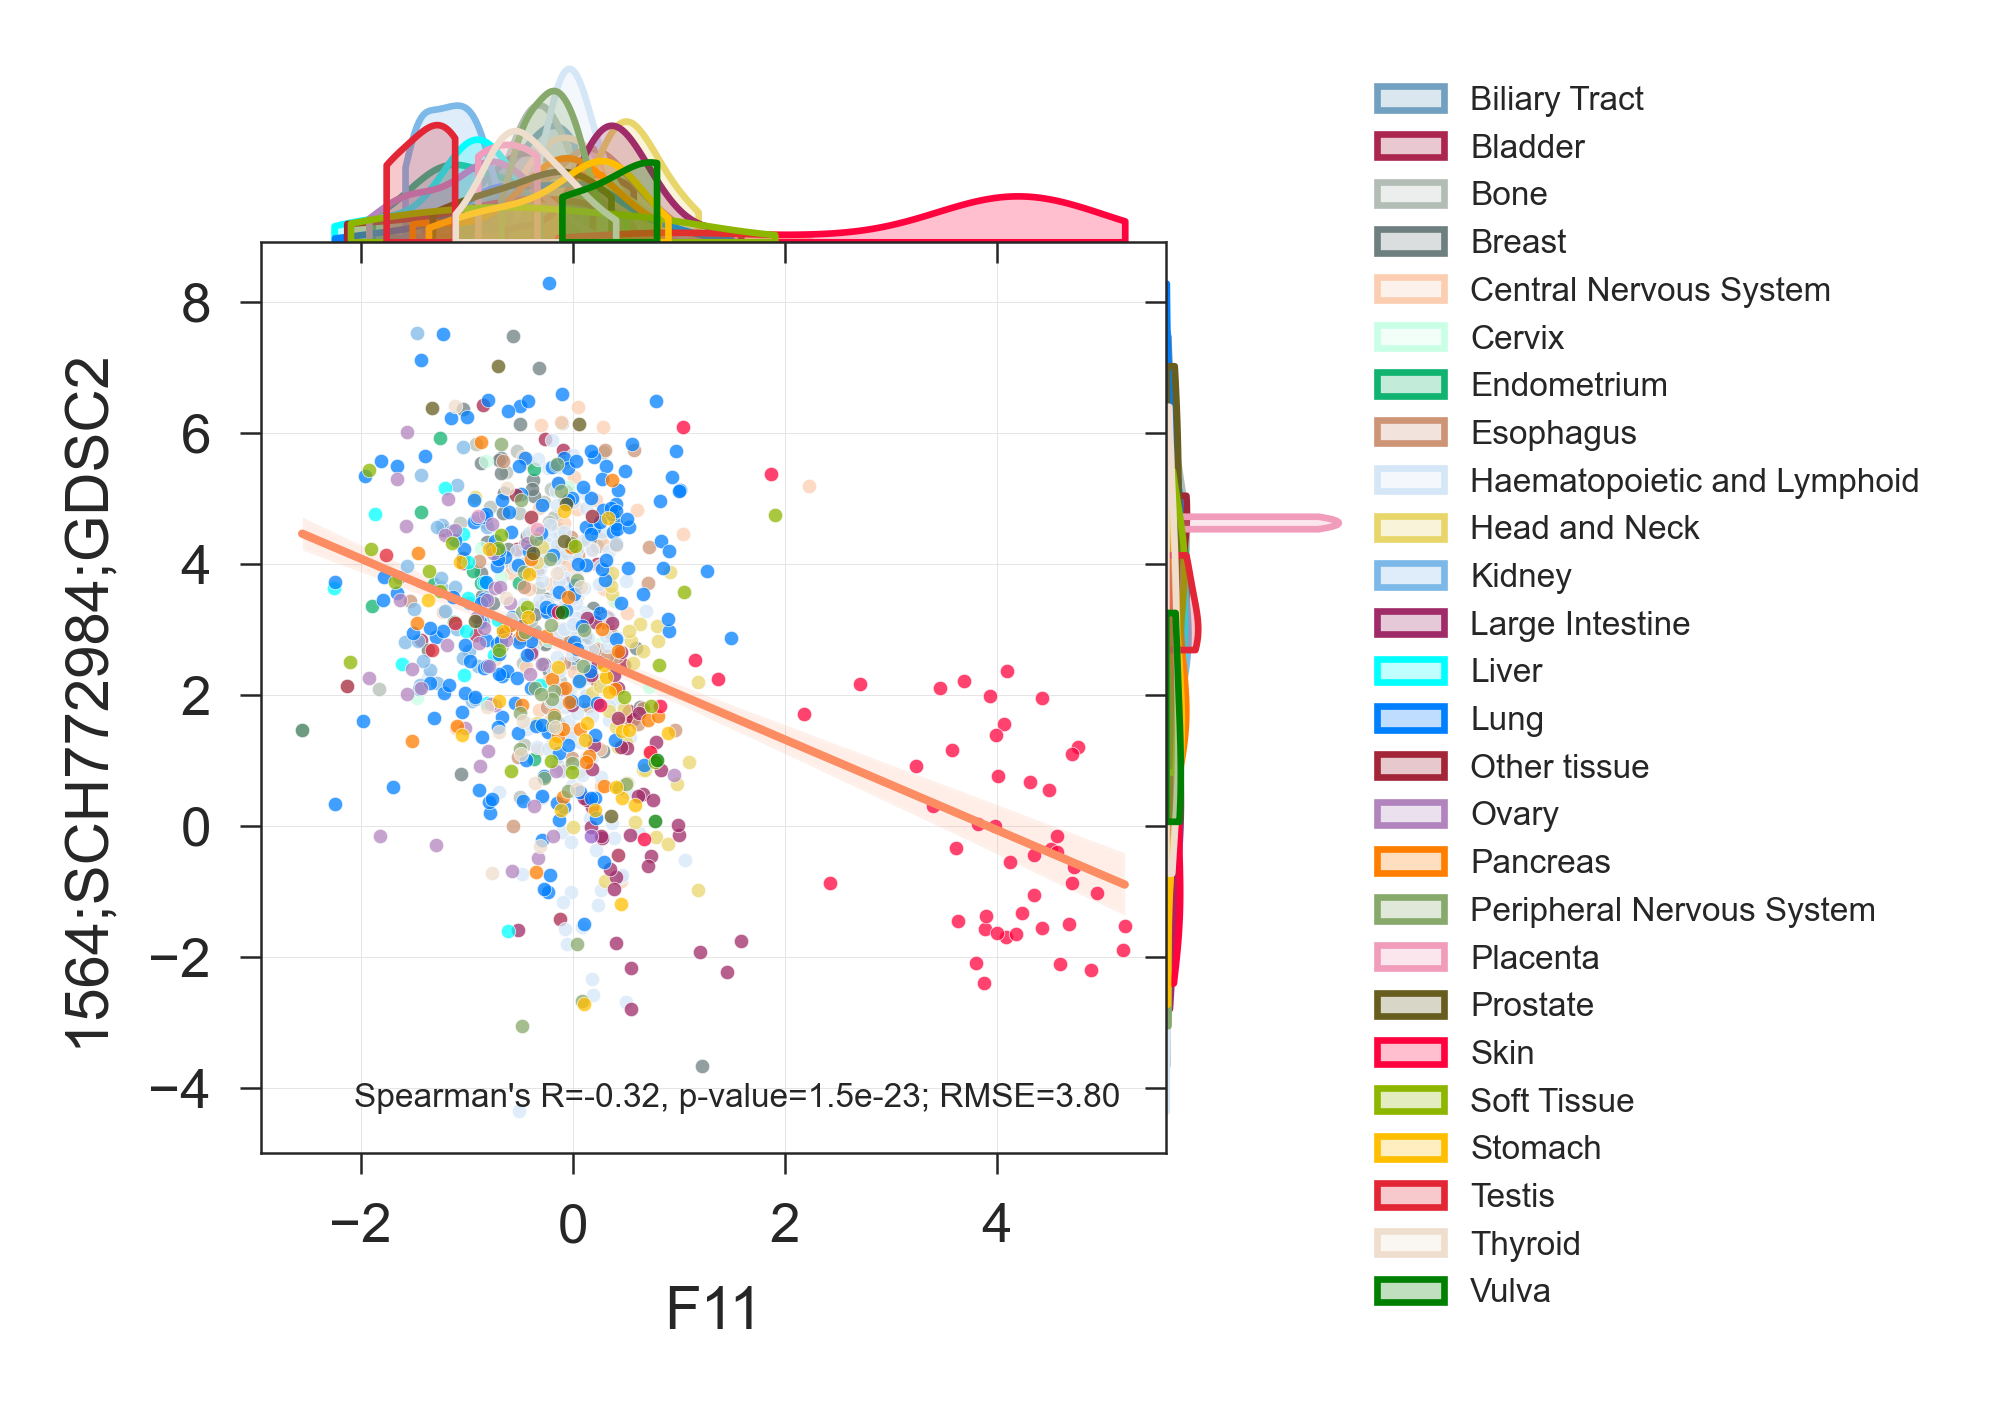 1564;SCH772984;GDSC2
8
6
4
2
0
−2
−4
Spearman's R=-0.32, p-value=1.5e-23; RMSE=3.80
−2
0
2
4
F11
Biliary Tract
Bladder
Bone
Breast
Central Nervous System
Cervix
Endometrium
Esophagus
Haematopoietic and Lymphoid
Head and Neck
Kidney
Large Intestine
Liver
Lung
Other tissue
Ovary
Pancreas
Peripheral Nervous System
Placenta
Prostate
Skin
Soft Tissue
Stomach
Testis
Thyroid
Vulva